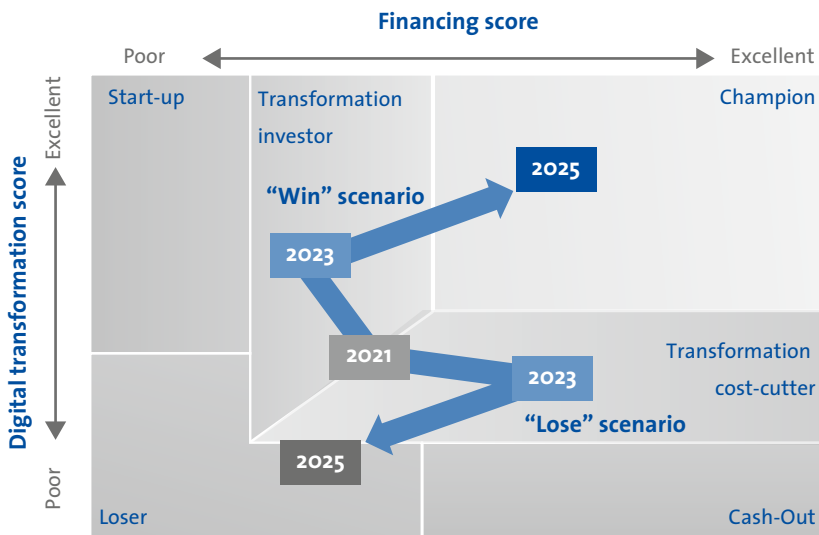 Financing score
Poor
Excellent
Digital transformation score
Excellent
Poor
Start-up
Transformation
investor
Champion
2025
“Win” scenario
2023
2021
2023
Transformation
cost-cutter
“Lose” scenario
2025
Loser
Cash-Out